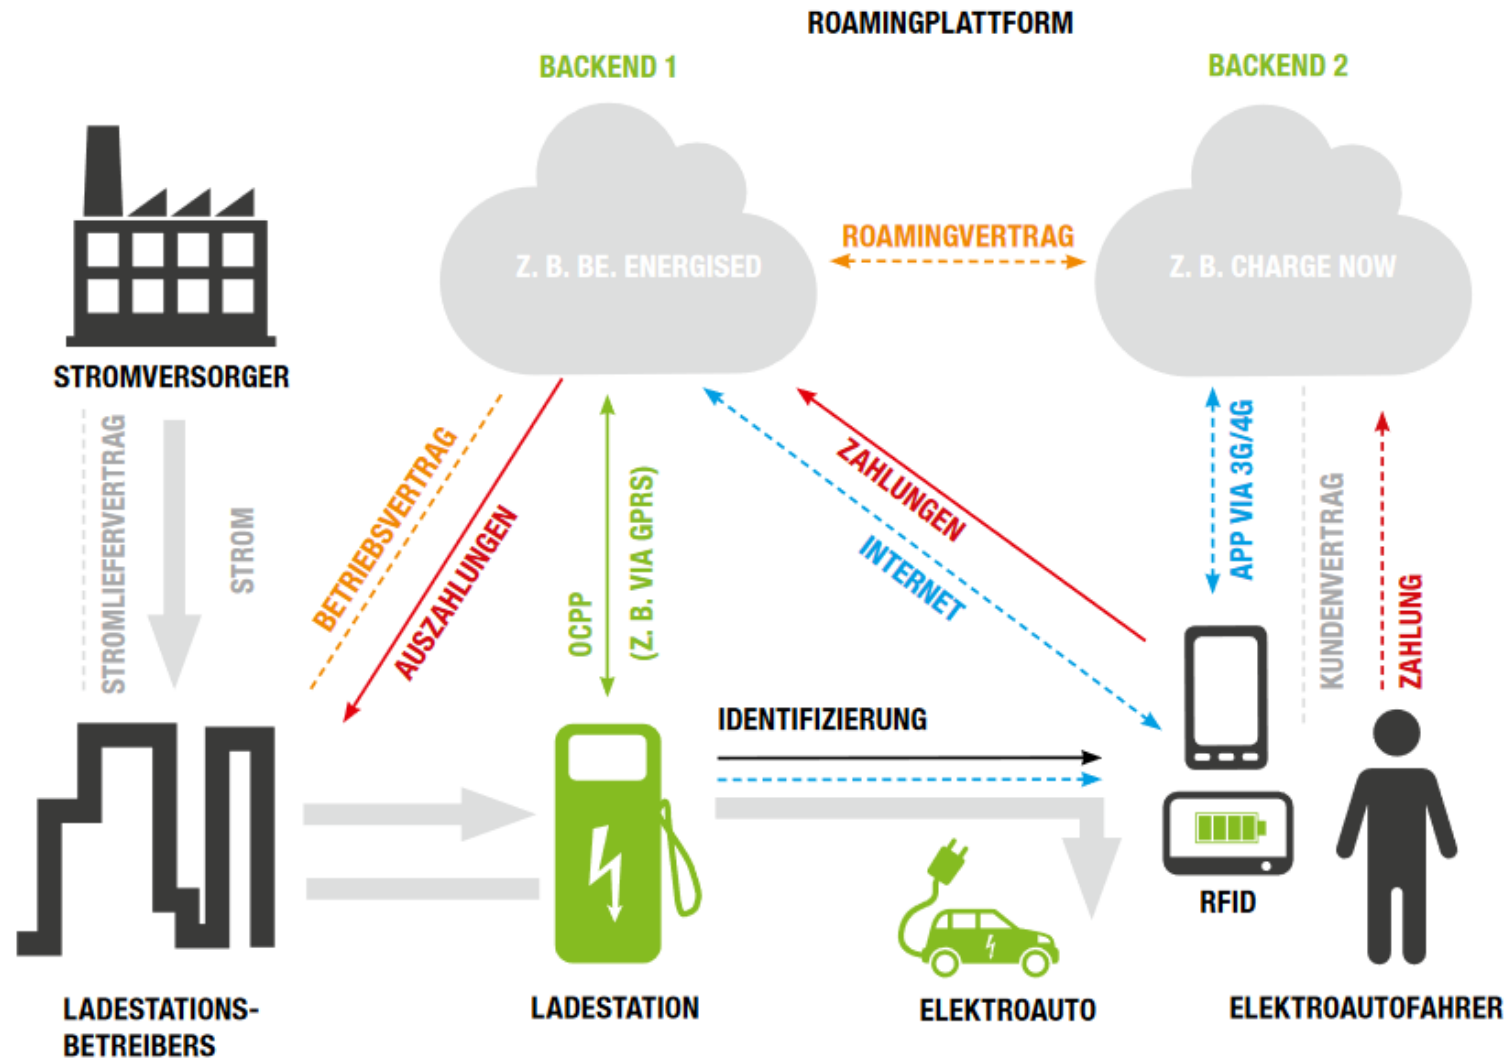 ROAMINGPLATTFORM
BACKEND 1
BACKEND 2
Z. B. BE. ENERGISED
ROAMINGVERTRAG
Z. B. CHARGE NOW
STROMVERSORGER
STROMLIEFERVERTRAG
STROM
BETRIEBSVERTRAG
AUSZAHLUNGEN
OCPP
(Z. B. VIA GPRS)
ZAHLUNGEN
INTERNET
APP VIA 3G/4G
KUNDENVERTRAG
ZAHLUNG
IDENTIFIZIERUNG
RFID
LADESTATIONS-
BETREIBERS
LADESTATION
ELEKTROAUTO
ELEKTROAUTOFAHRER